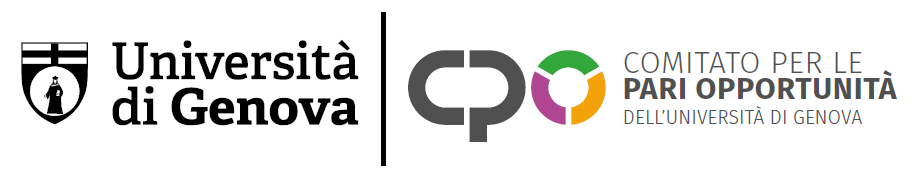 Università
di Genova
cpo
COMITATO PER LE
PARI OPPORTUNITÀ
DELL'UNIVERSITÀ DI GENOVA